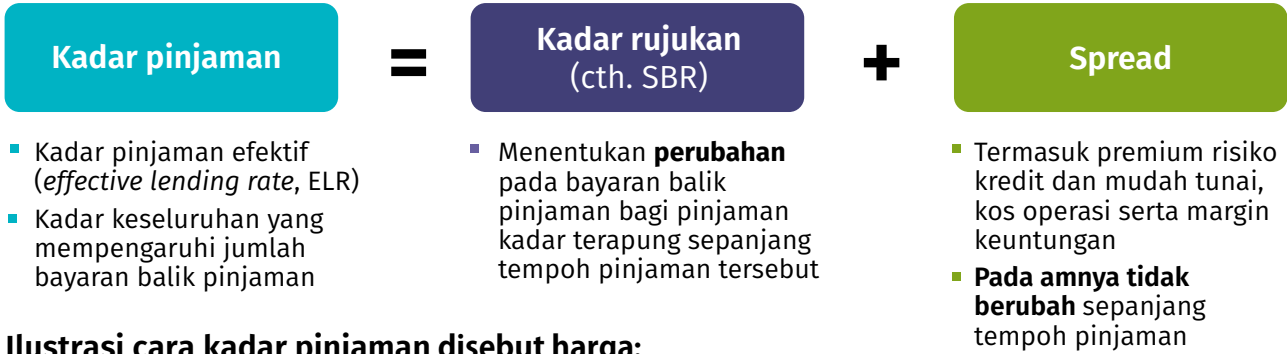 Kadar pinjaman
=
Kadar rujukan
(cth. SBR)
+
Spread
Kadar pinjaman efektif
(effective lending rate, ELR)
Kadar keseluruhan yang
mempengaruhi jumlah
bayaran balik pinjaman
Menentukan perubahan
pada bayaran balik
pinjaman bagi pinjaman
kadar terapung sepanjang
tempoh pinjaman tersebut
Termasuk premium risiko
kredit dan mudah tunai,
kos operasi serta margin
keuntungan
Pada amnya tidak
berubah sepanjang
tempoh pinjaman
Ilustrasi cara kadar pinjaman disebut harga: